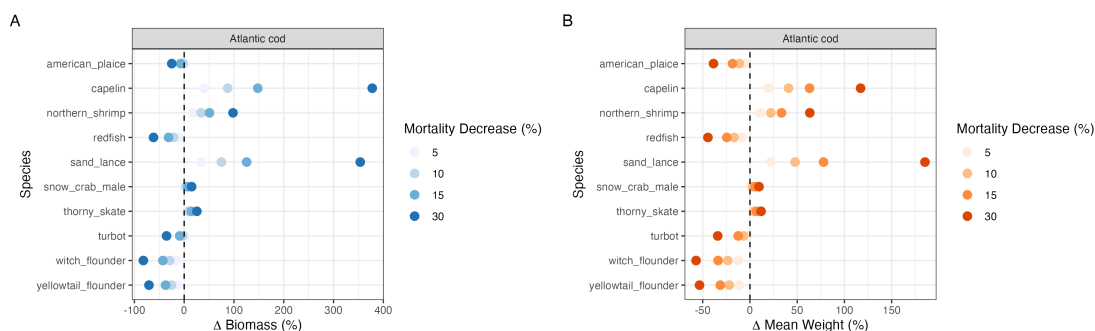 A
Atlantic cod
Species
american_plaice
capelin
northern_shrimp
redfish
sand_lance
snow_crab_male
thorny_skate
turbot
witch_flounder
yellowtail_flounder
-100 0 100 200 300 400
Δ Biomass (%)
Mortality Decrease (%)
5
10
15
30
B
Atlantic cod
Species
american_plaice
capelin
northern_shrimp
redfish
sand_lance
snow_crab_male
thorny_skate
turbot
witch_flounder
yellowtail_flounder
-50 0 50 100 150
Δ Mean Weight (%)
Mortality Decrease (%)
5
10
15
30